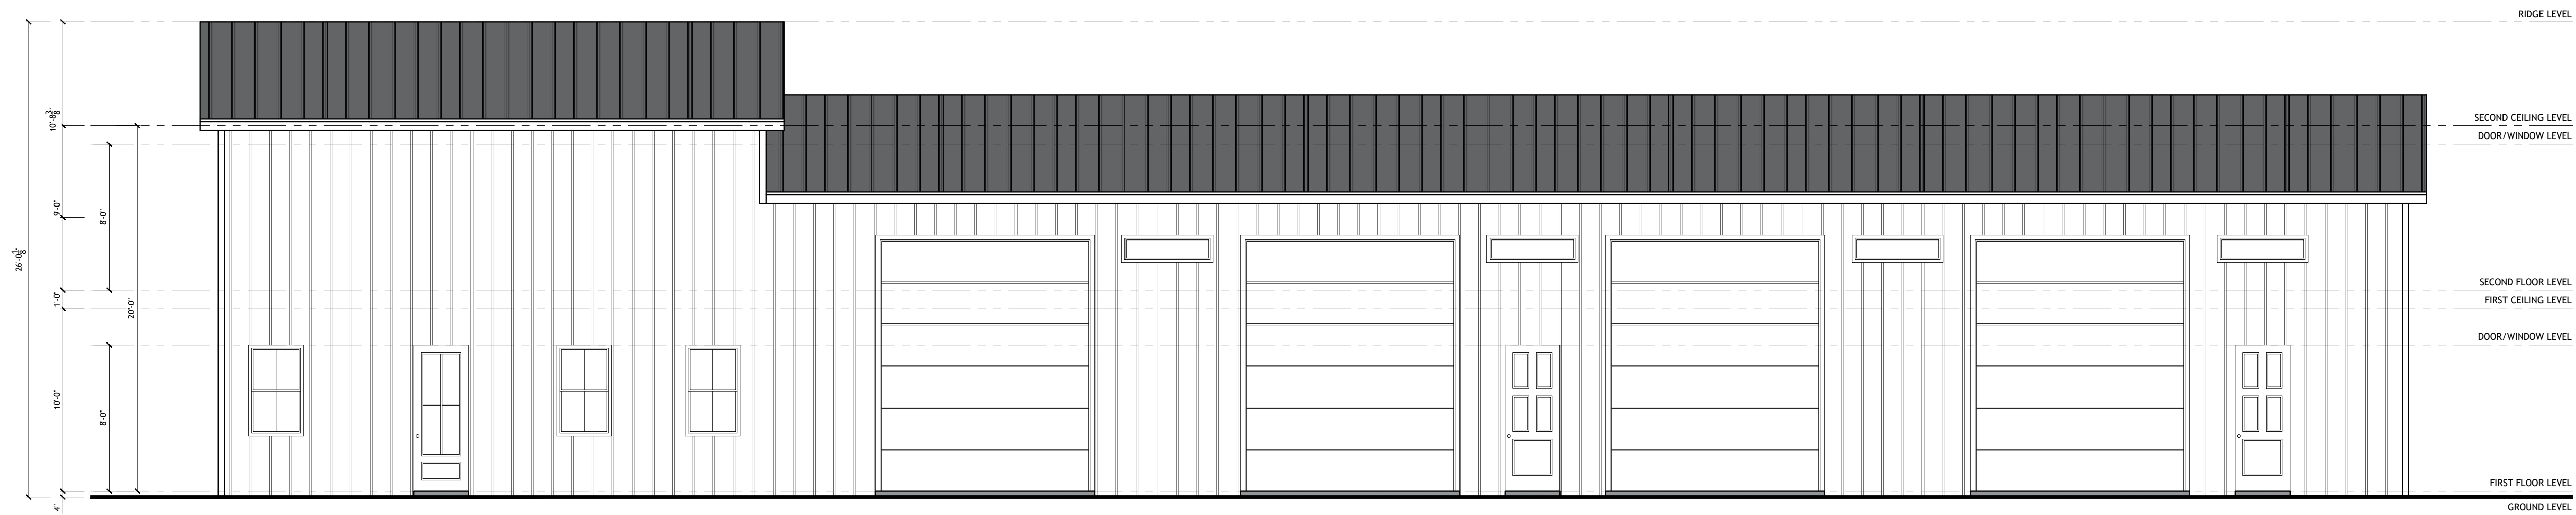 RIDGE LEVEL
10'-8 3/8"
SECOND CEILING LEVEL
DOOR/WINDOW LEVEL
9'-0"
8'-0"
26'-0 1/8"
SECOND FLOOR LEVEL
1'-0"
20'-0"
FIRST CEILING LEVEL
DOOR/WINDOW LEVEL
10'-0"
8'-0"
FIRST FLOOR LEVEL
4"
GROUND LEVEL